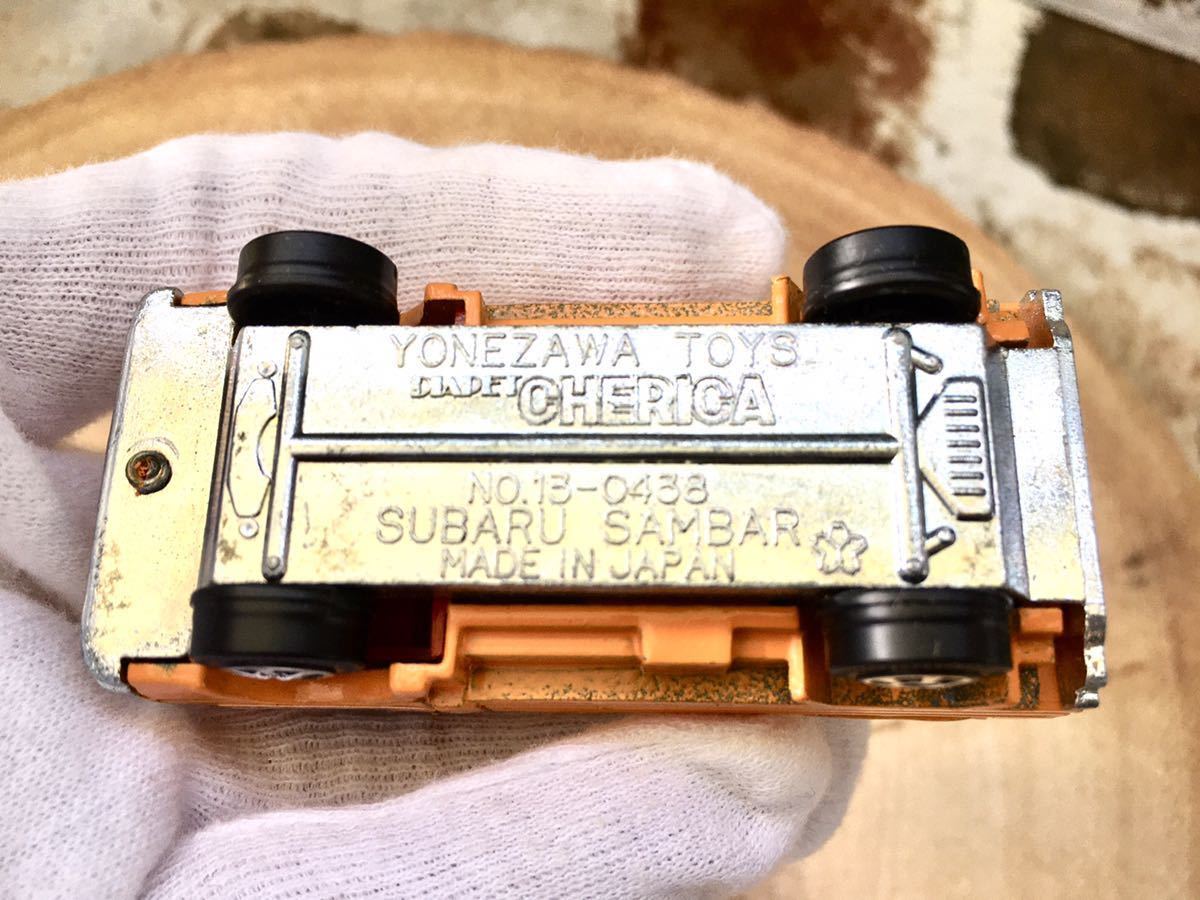 YONEZAWA TOYS
DIAPET CHERICA
NO.13-0438
SUBARU SAMBAR
MADE IN JAPAN